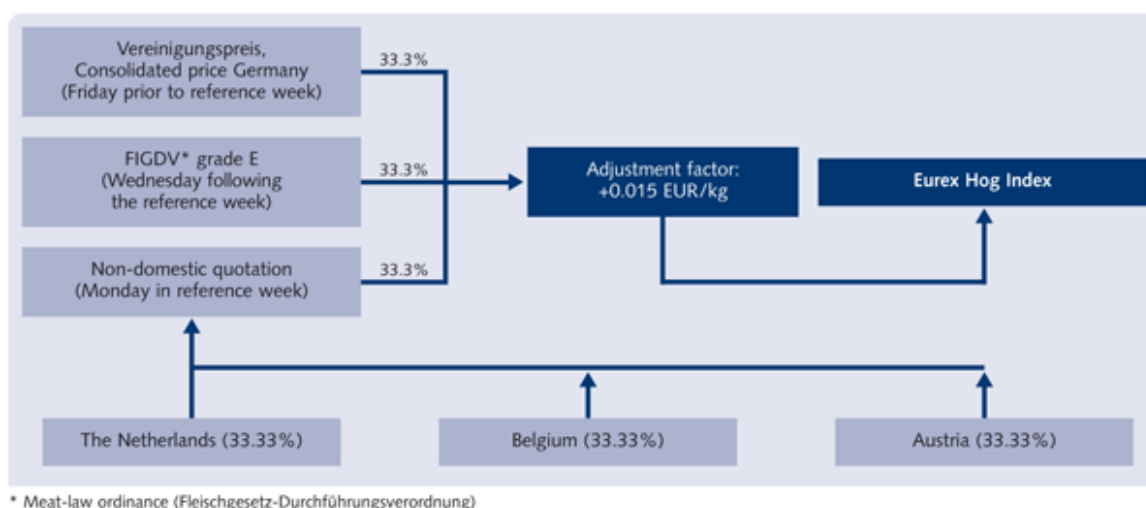 Vereinigungspreis,
Consolidated price Germany
(Friday prior to reference week)
33.3%
FIGDV* grade E
(Wednesday following
the reference week)
33.3%
Adjustment factor:
+0.015 EUR/kg
Eurex Hog Index
Non-domestic quotation
(Monday in reference week)
33.3%
The Netherlands (33.33%)
Belgium (33.33%)
Austria (33.33%)
* Meat-law ordinance (Fleischgesetz-Durchführungsverordnung)